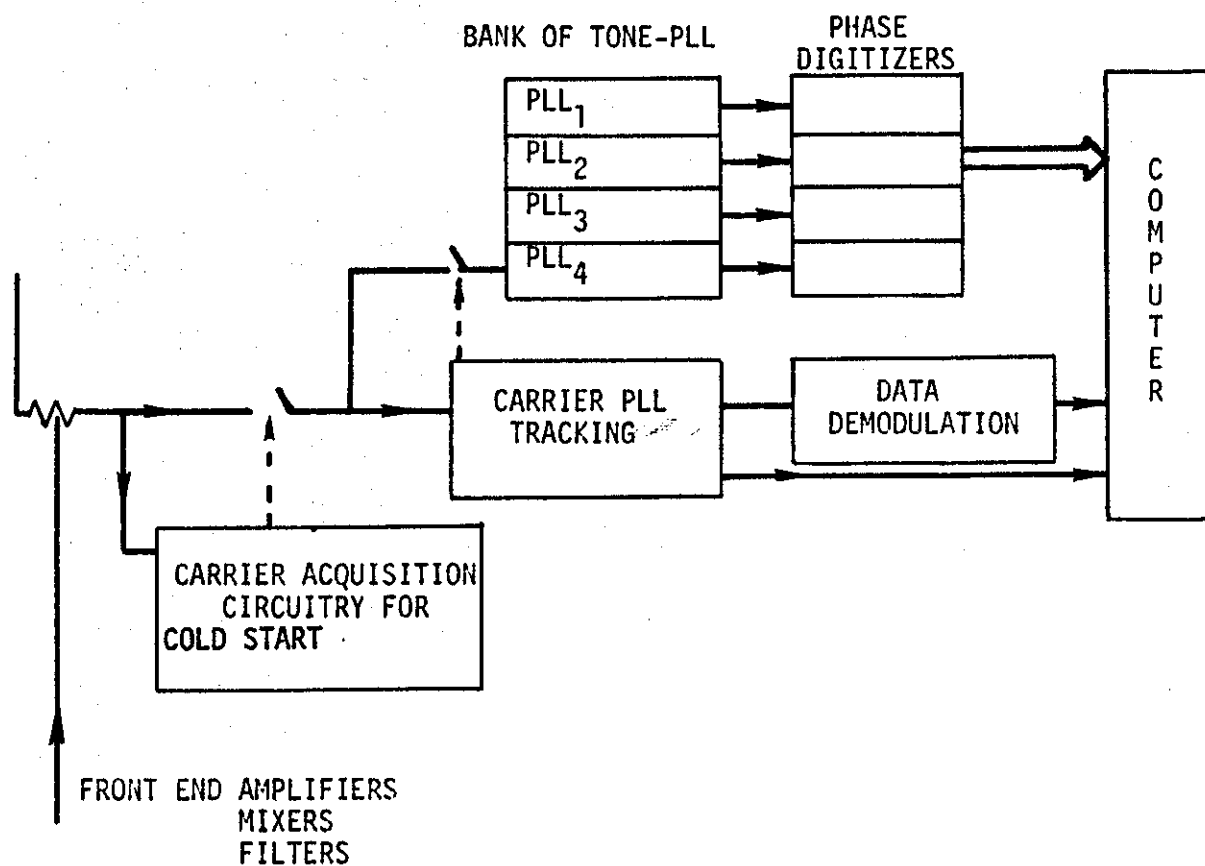 BANK OF TONE-PLL
PHASE
DIGITIZERS
PLL1
PLL2
PLL3
PLL4
COMPUTER
CARRIER PLL
TRACKING
DATA
DEMODULATION
CARRIER ACQUISITION
CIRCUITRY FOR
COLD START
FRONT END AMPLIFIERS
MIXERS
FILTERS